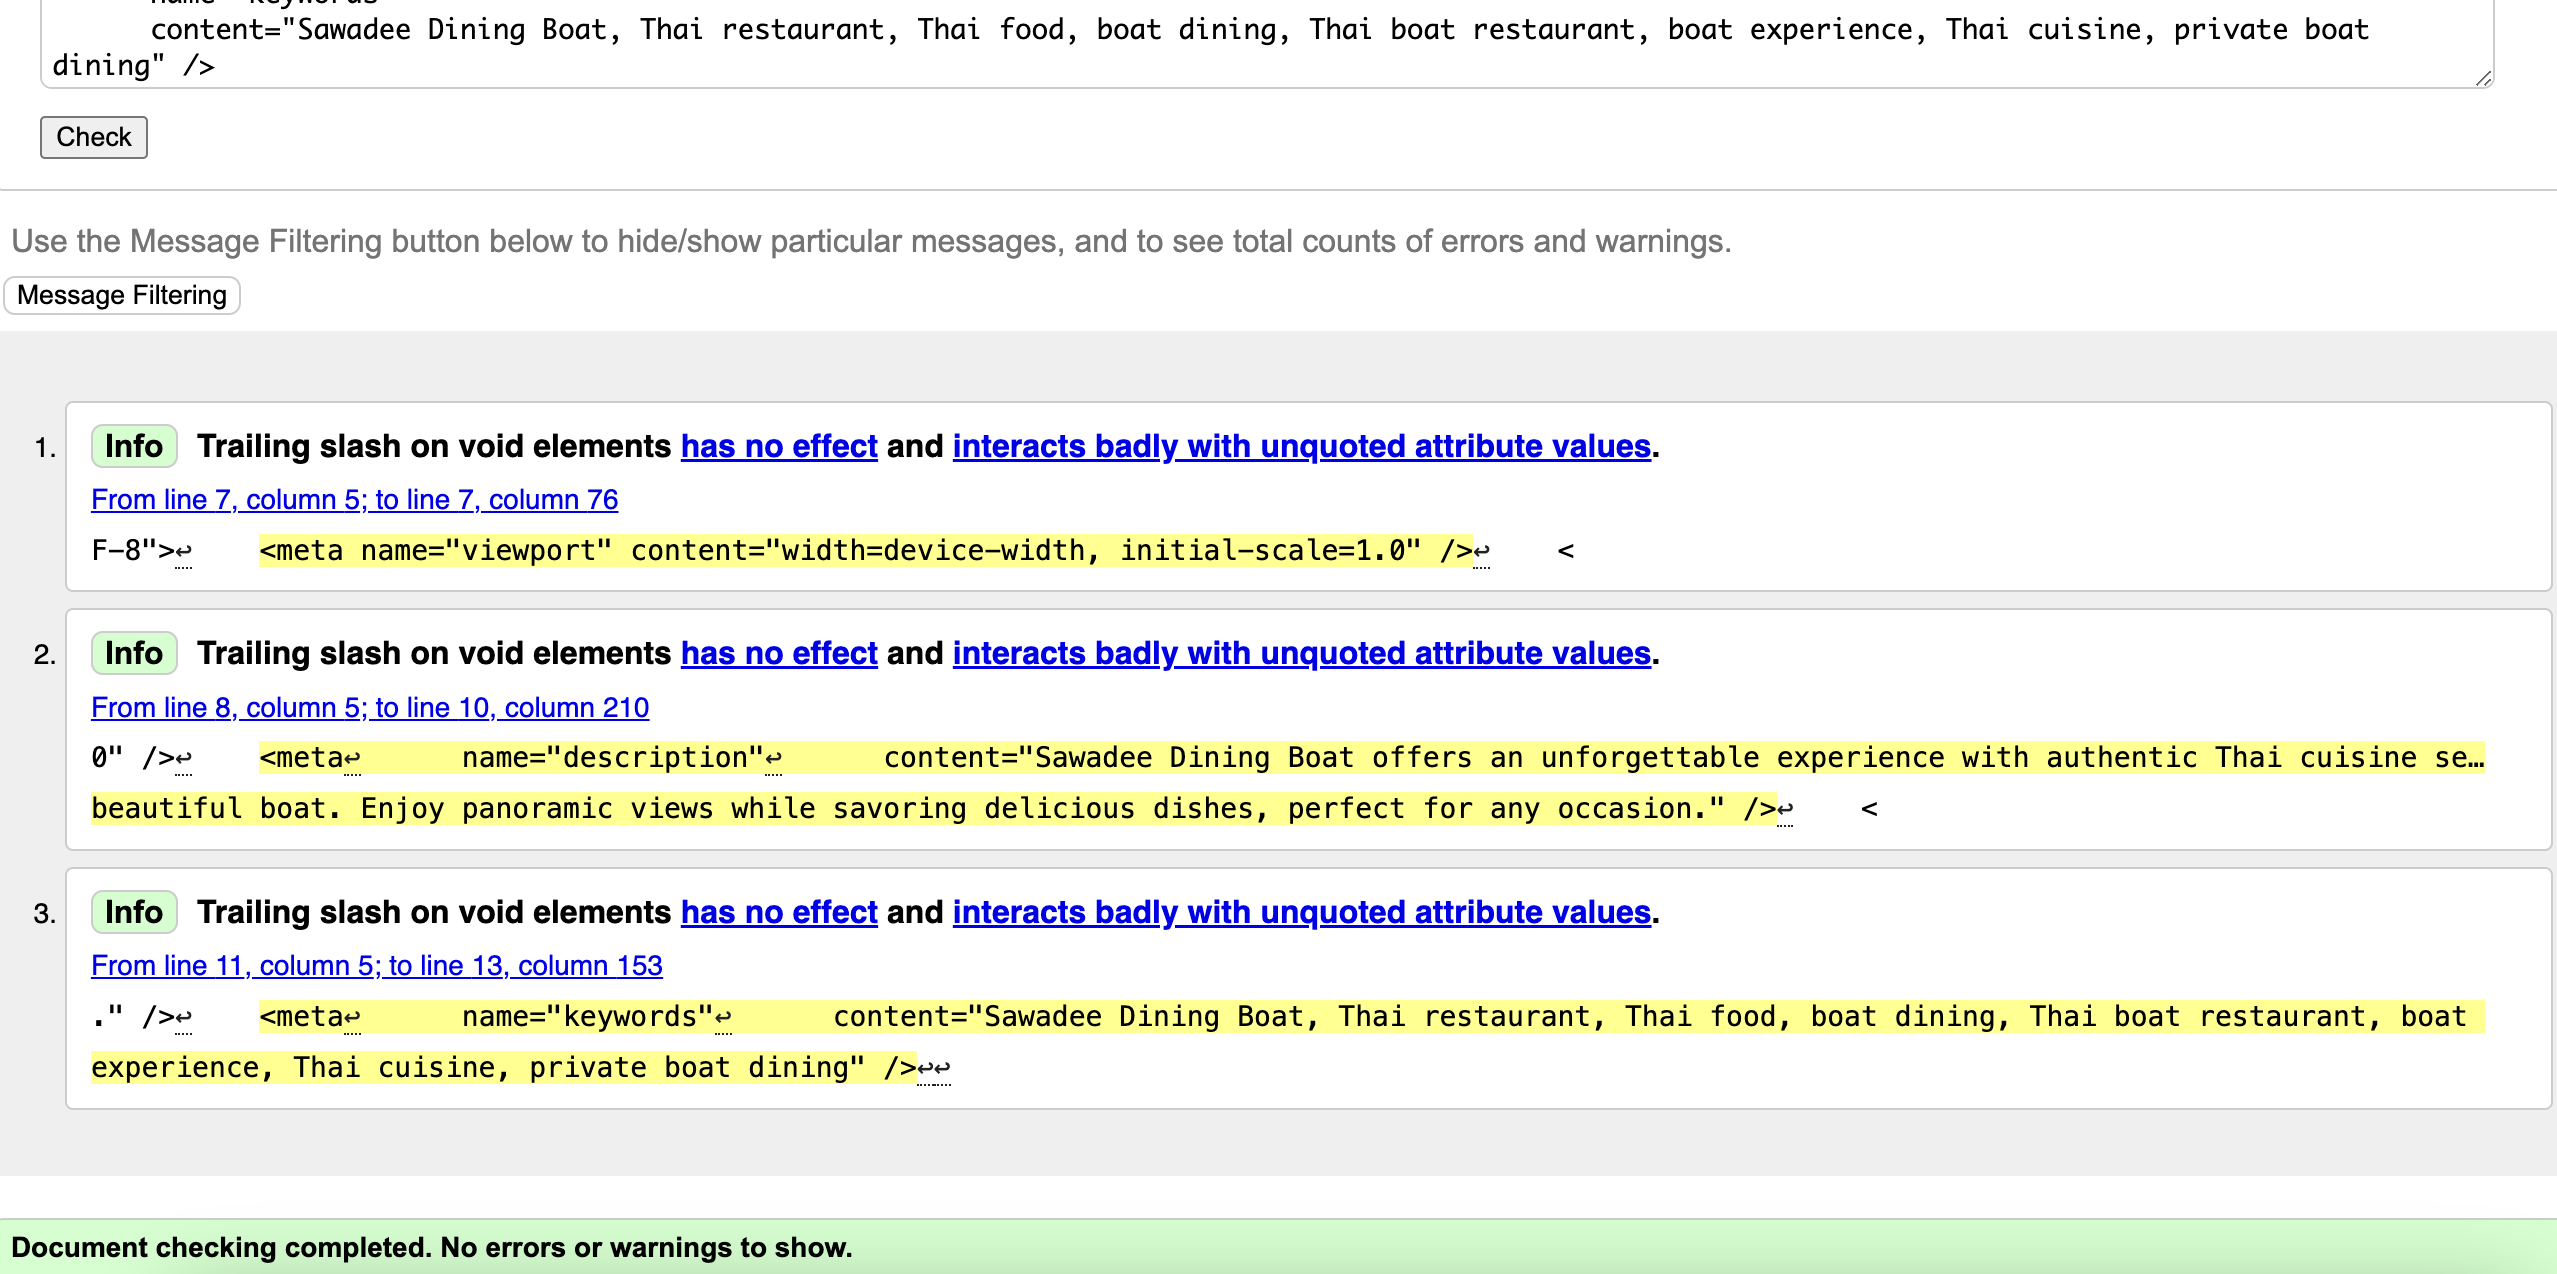 name="keywords"
content="Sawadee Dining Boat, Thai restaurant, Thai food, boat dining, Thai boat restaurant, boat experience, Thai cuisine, private boat
dining" />
Check
Use the Message Filtering button below to hide/show particular messages, and to see total counts of errors and warnings.
Message Filtering
1. Info Trailing slash on void elements has no effect and interacts badly with unquoted attribute values.
From line 7, column 5; to line 7, column 76
F-8">↩ <meta name="viewport" content="width=device-width, initial-scale=1.0" />↩ <
2. Info Trailing slash on void elements has no effect and interacts badly with unquoted attribute values.
From line 8, column 5; to line 10, column 210
0" />↩ <meta↩ name="description"↩ content="Sawadee Dining Boat offers an unforgettable experience with authentic Thai cuisine se…
beautiful boat. Enjoy panoramic views while savoring delicious dishes, perfect for any occasion." />↩ <
3. Info Trailing slash on void elements has no effect and interacts badly with unquoted attribute values.
From line 11, column 5; to line 13, column 153
." />↩ <meta↩ name="keywords"↩ content="Sawadee Dining Boat, Thai restaurant, Thai food, boat dining, Thai boat restaurant, boat
experience, Thai cuisine, private boat dining" />↩↩
Document checking completed. No errors or warnings to show.